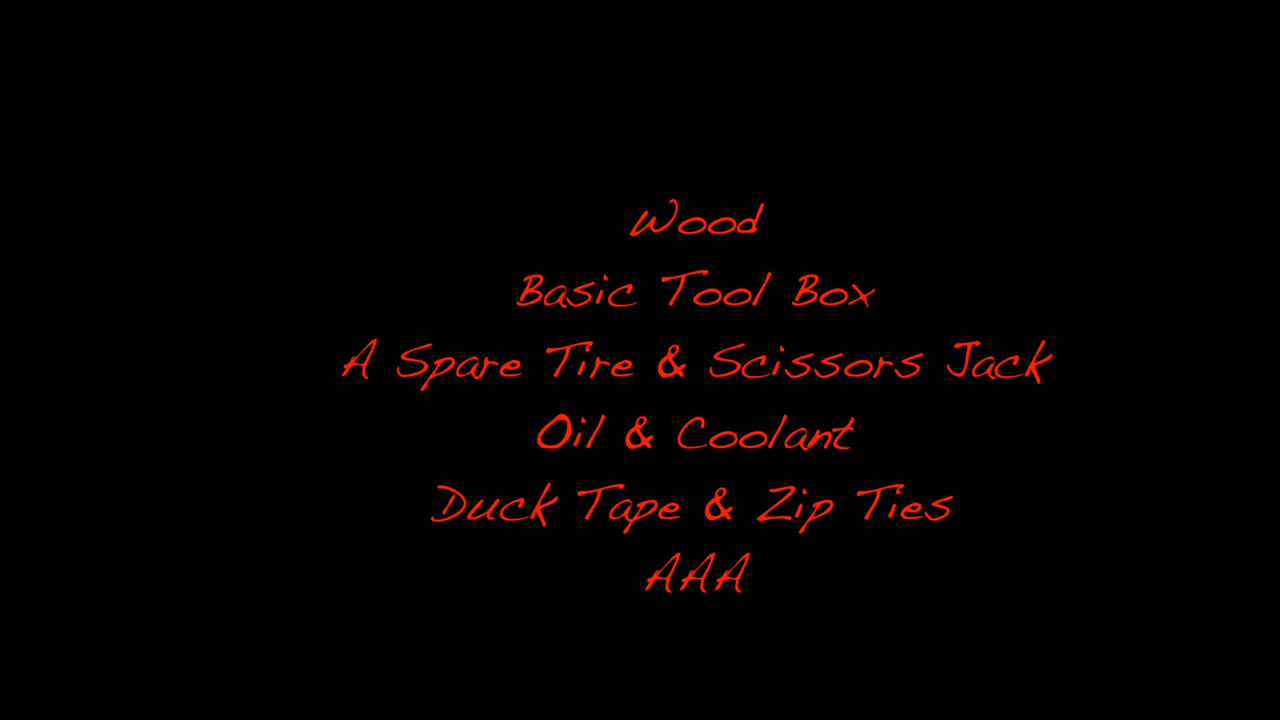 Wood
Basic Tool Box
A Spare Tire & Scissors Jack
Oil & Coolant
Duck Tape & Zip Ties
AAA